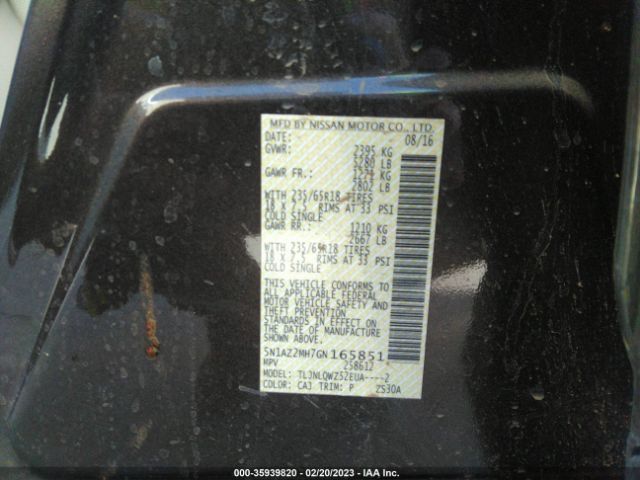 MFD BY NISSAN MOTOR CO., LTD.
DATE: 08/16
GVWR: 2395 KG
5280 LB
GAWR FR.: 1271 KG
2802 LB
WITH 235/65R18 TIRES
18 X 7.5 RIMS AT 33 PSI
COLD SINGLE
GAWR RR.: 1210 KG
2667 LB
WITH 235/65R18 TIRES
18 X 7.5 RIMS AT 33 PSI
COLD SINGLE
THIS VEHICLE CONFORMS TO
ALL APPLICABLE FEDERAL
MOTOR VEHICLE SAFETY AND
THEFT PREVENTION
STANDARDS IN EFFECT ON
THE DATE OF MANUFACTURE
SHOWN ABOVE.
5N1AZ2MH7GN165851
MPV 258612
MODEL: TLJNLQWZ52EUA----2
COLOR: CAJ TRIM: P ZS30A
000-35939820 - 02/20/2023 - IAA Inc.